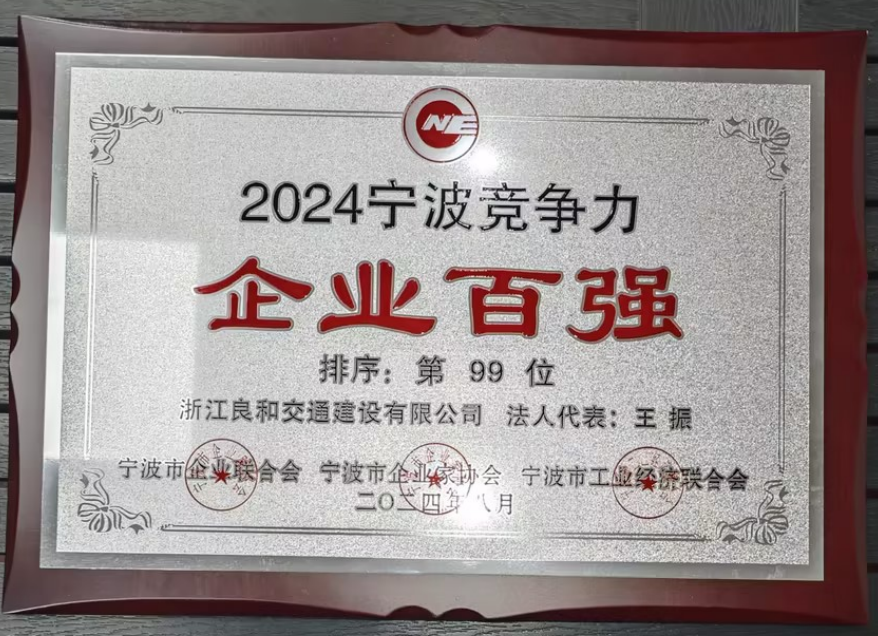 CNE
2024宁波竞争力
企业百强
排序：第 99 位
浙江良和交通建设有限公司 法人代表：王 振
宁波市企业联合会 宁波市企业家协会 宁波市工业经济联合会
二〇二四年八月